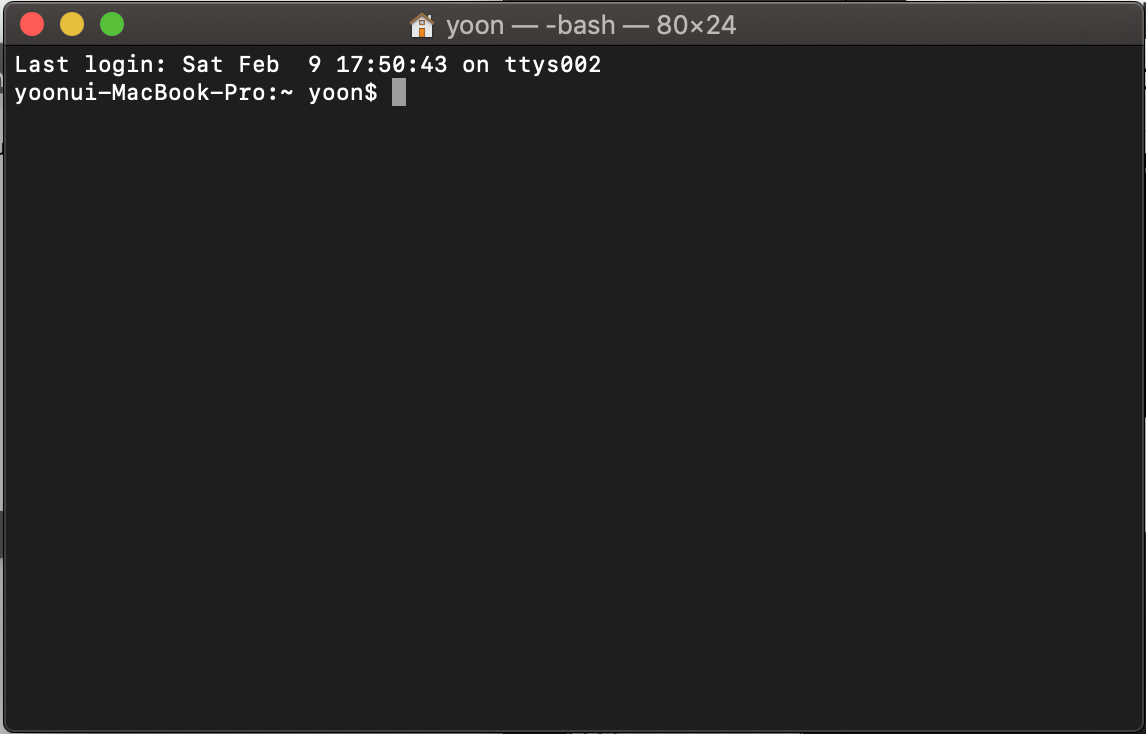 yoon — -bash — 80×24
Last login: Sat Feb  9 17:50:43 on ttys002
yoonui-MacBook-Pro:~ yoon$